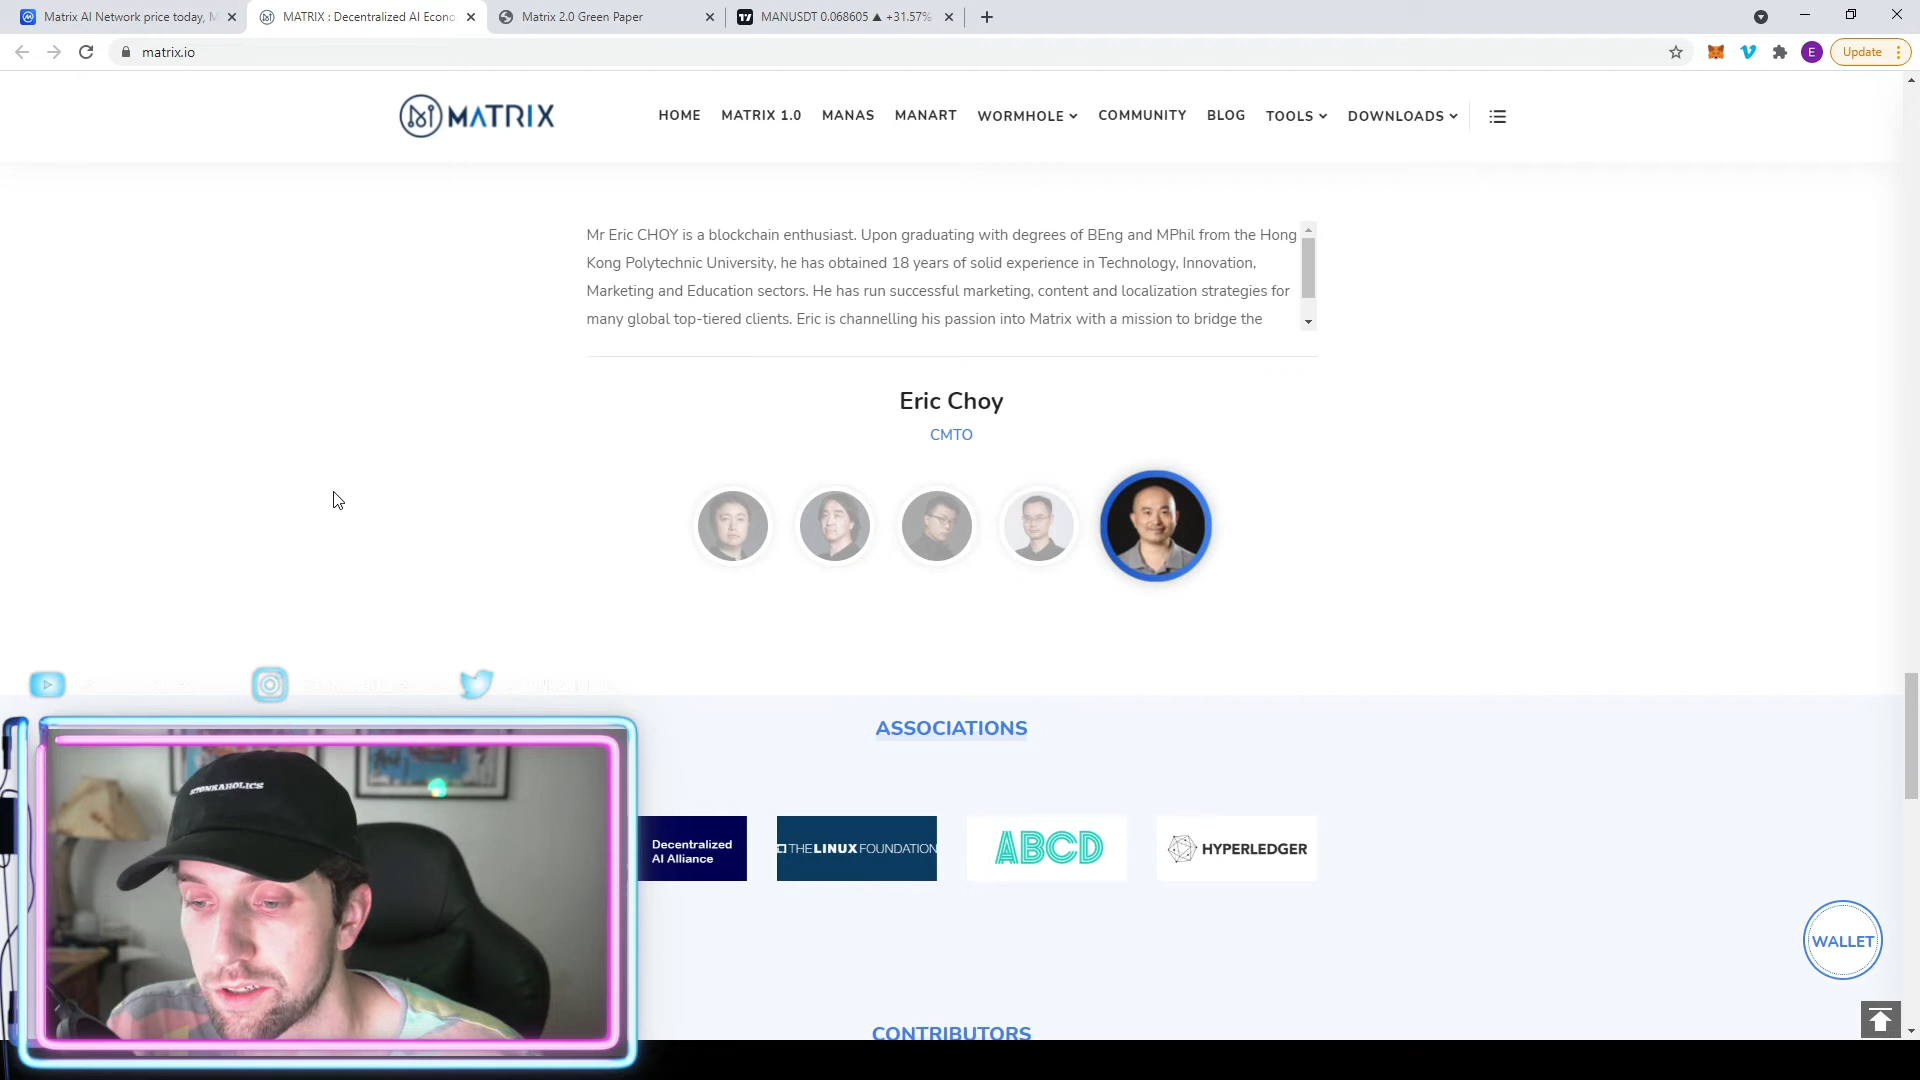 Matrix AI Network price today, M
MATRIX : Decentralized AI Econo
Matrix 2.0 Green Paper
MANUSDT 0.068605 ▲ +31.57%
matrix.io
E
Update
MATRIX
HOME
MATRIX 1.0
MANAS
MANART
WORMHOLE
COMMUNITY
BLOG
TOOLS
DOWNLOADS
Mr Eric CHOY is a blockchain enthusiast. Upon graduating with degrees of BEng and MPhil from the Hong
Kong Polytechnic University, he has obtained 18 years of solid experience in Technology, Innovation,
Marketing and Education sectors. He has run successful marketing, content and localization strategies for
many global top-tiered clients. Eric is channelling his passion into Matrix with a mission to bridge the
Eric Choy
CMTO
ASSOCIATIONS
STONKAHOLICS
Decentralized
AI Alliance
THE LINUX FOUNDATION
ABCD
HYPERLEDGER
WALLET
CONTRIBUTORS